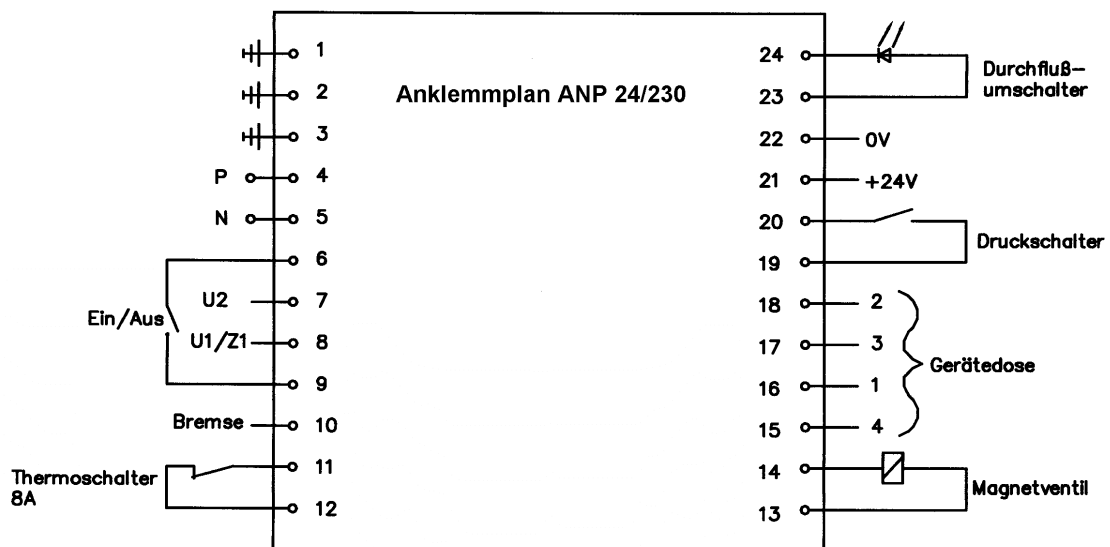 Anklemmplan ANP 24/230
1
2
3
P 4
N 5
6
U2 7
Ein/Aus
U1/Z1 8
9
Bremse 10
11
Thermoschalter
8A
12
24
Durchfluß-
umschalter
23
22 0V
21 +24V
20
Druckschalter
19
18 2
17 3
Gerätedose
16 1
15 4
14
Magnetventil
13